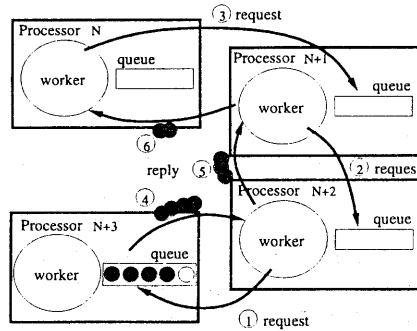 ③ request
Processor N
queue
worker
⑥
Processor N+1
queue
worker
reply
⑤
② reques
④
Processor N+2
queue
worker
Processor N+3
queue
worker
① request